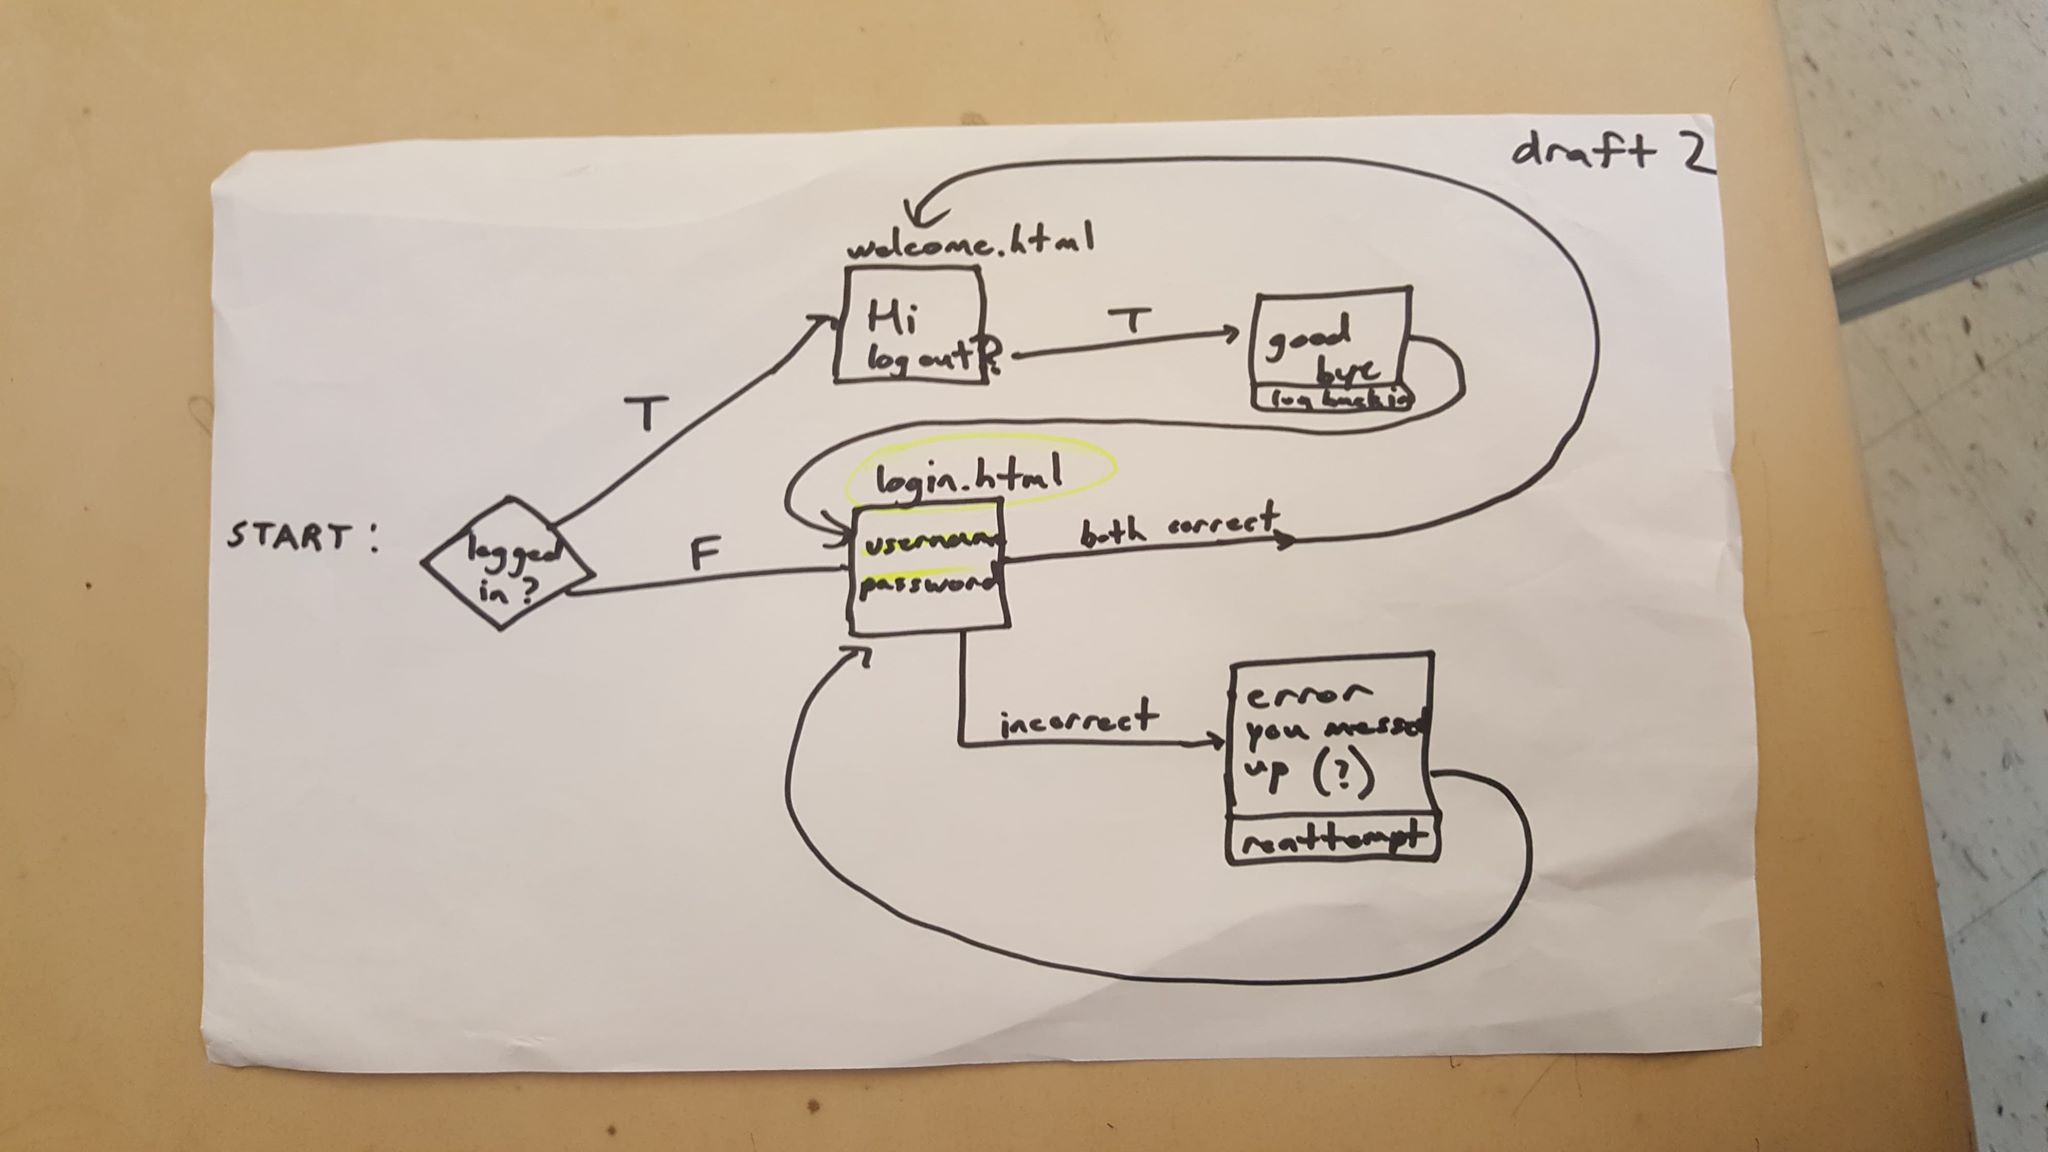 draft 2
welcome.html
Hi
log out?
T
good
bye
log back in
T
login.html
username
password
START:
logged
in?
F
both correct
incorrect
error
you messed
up (?)
reattempt